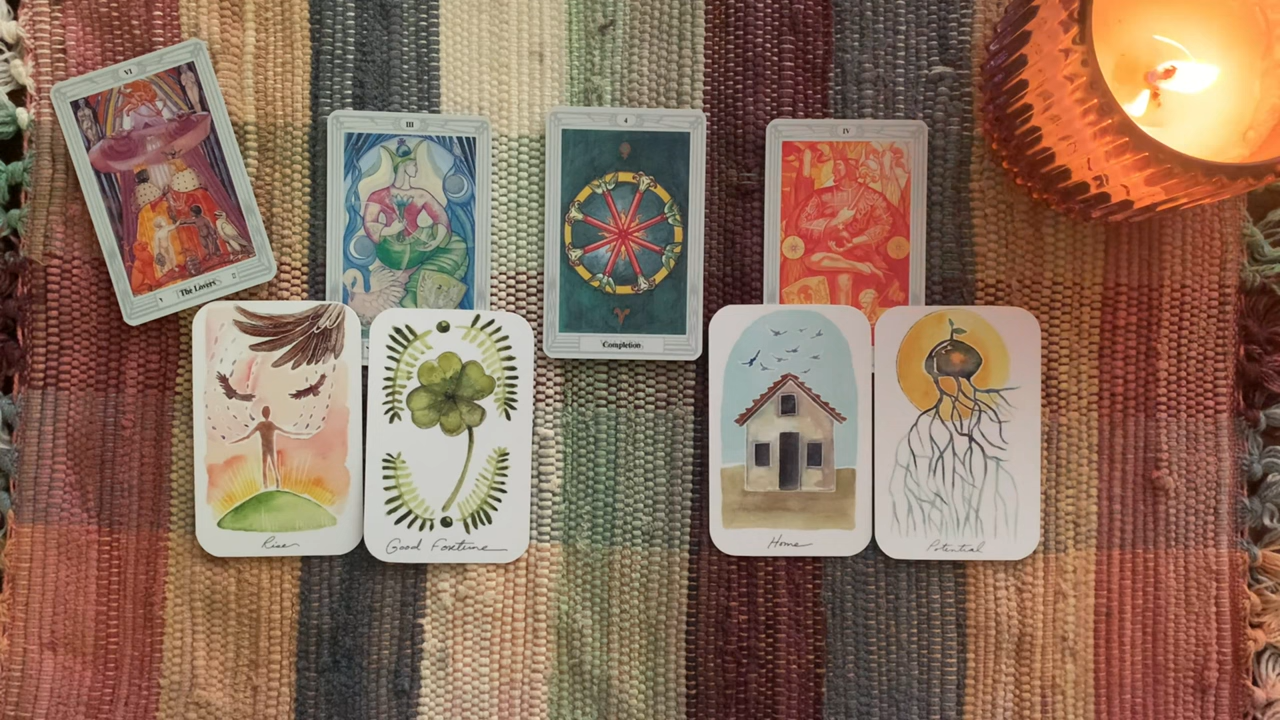 VI
The Lovers
III
4
Completion
IV
Rise
Good Fortune
Home
Potential